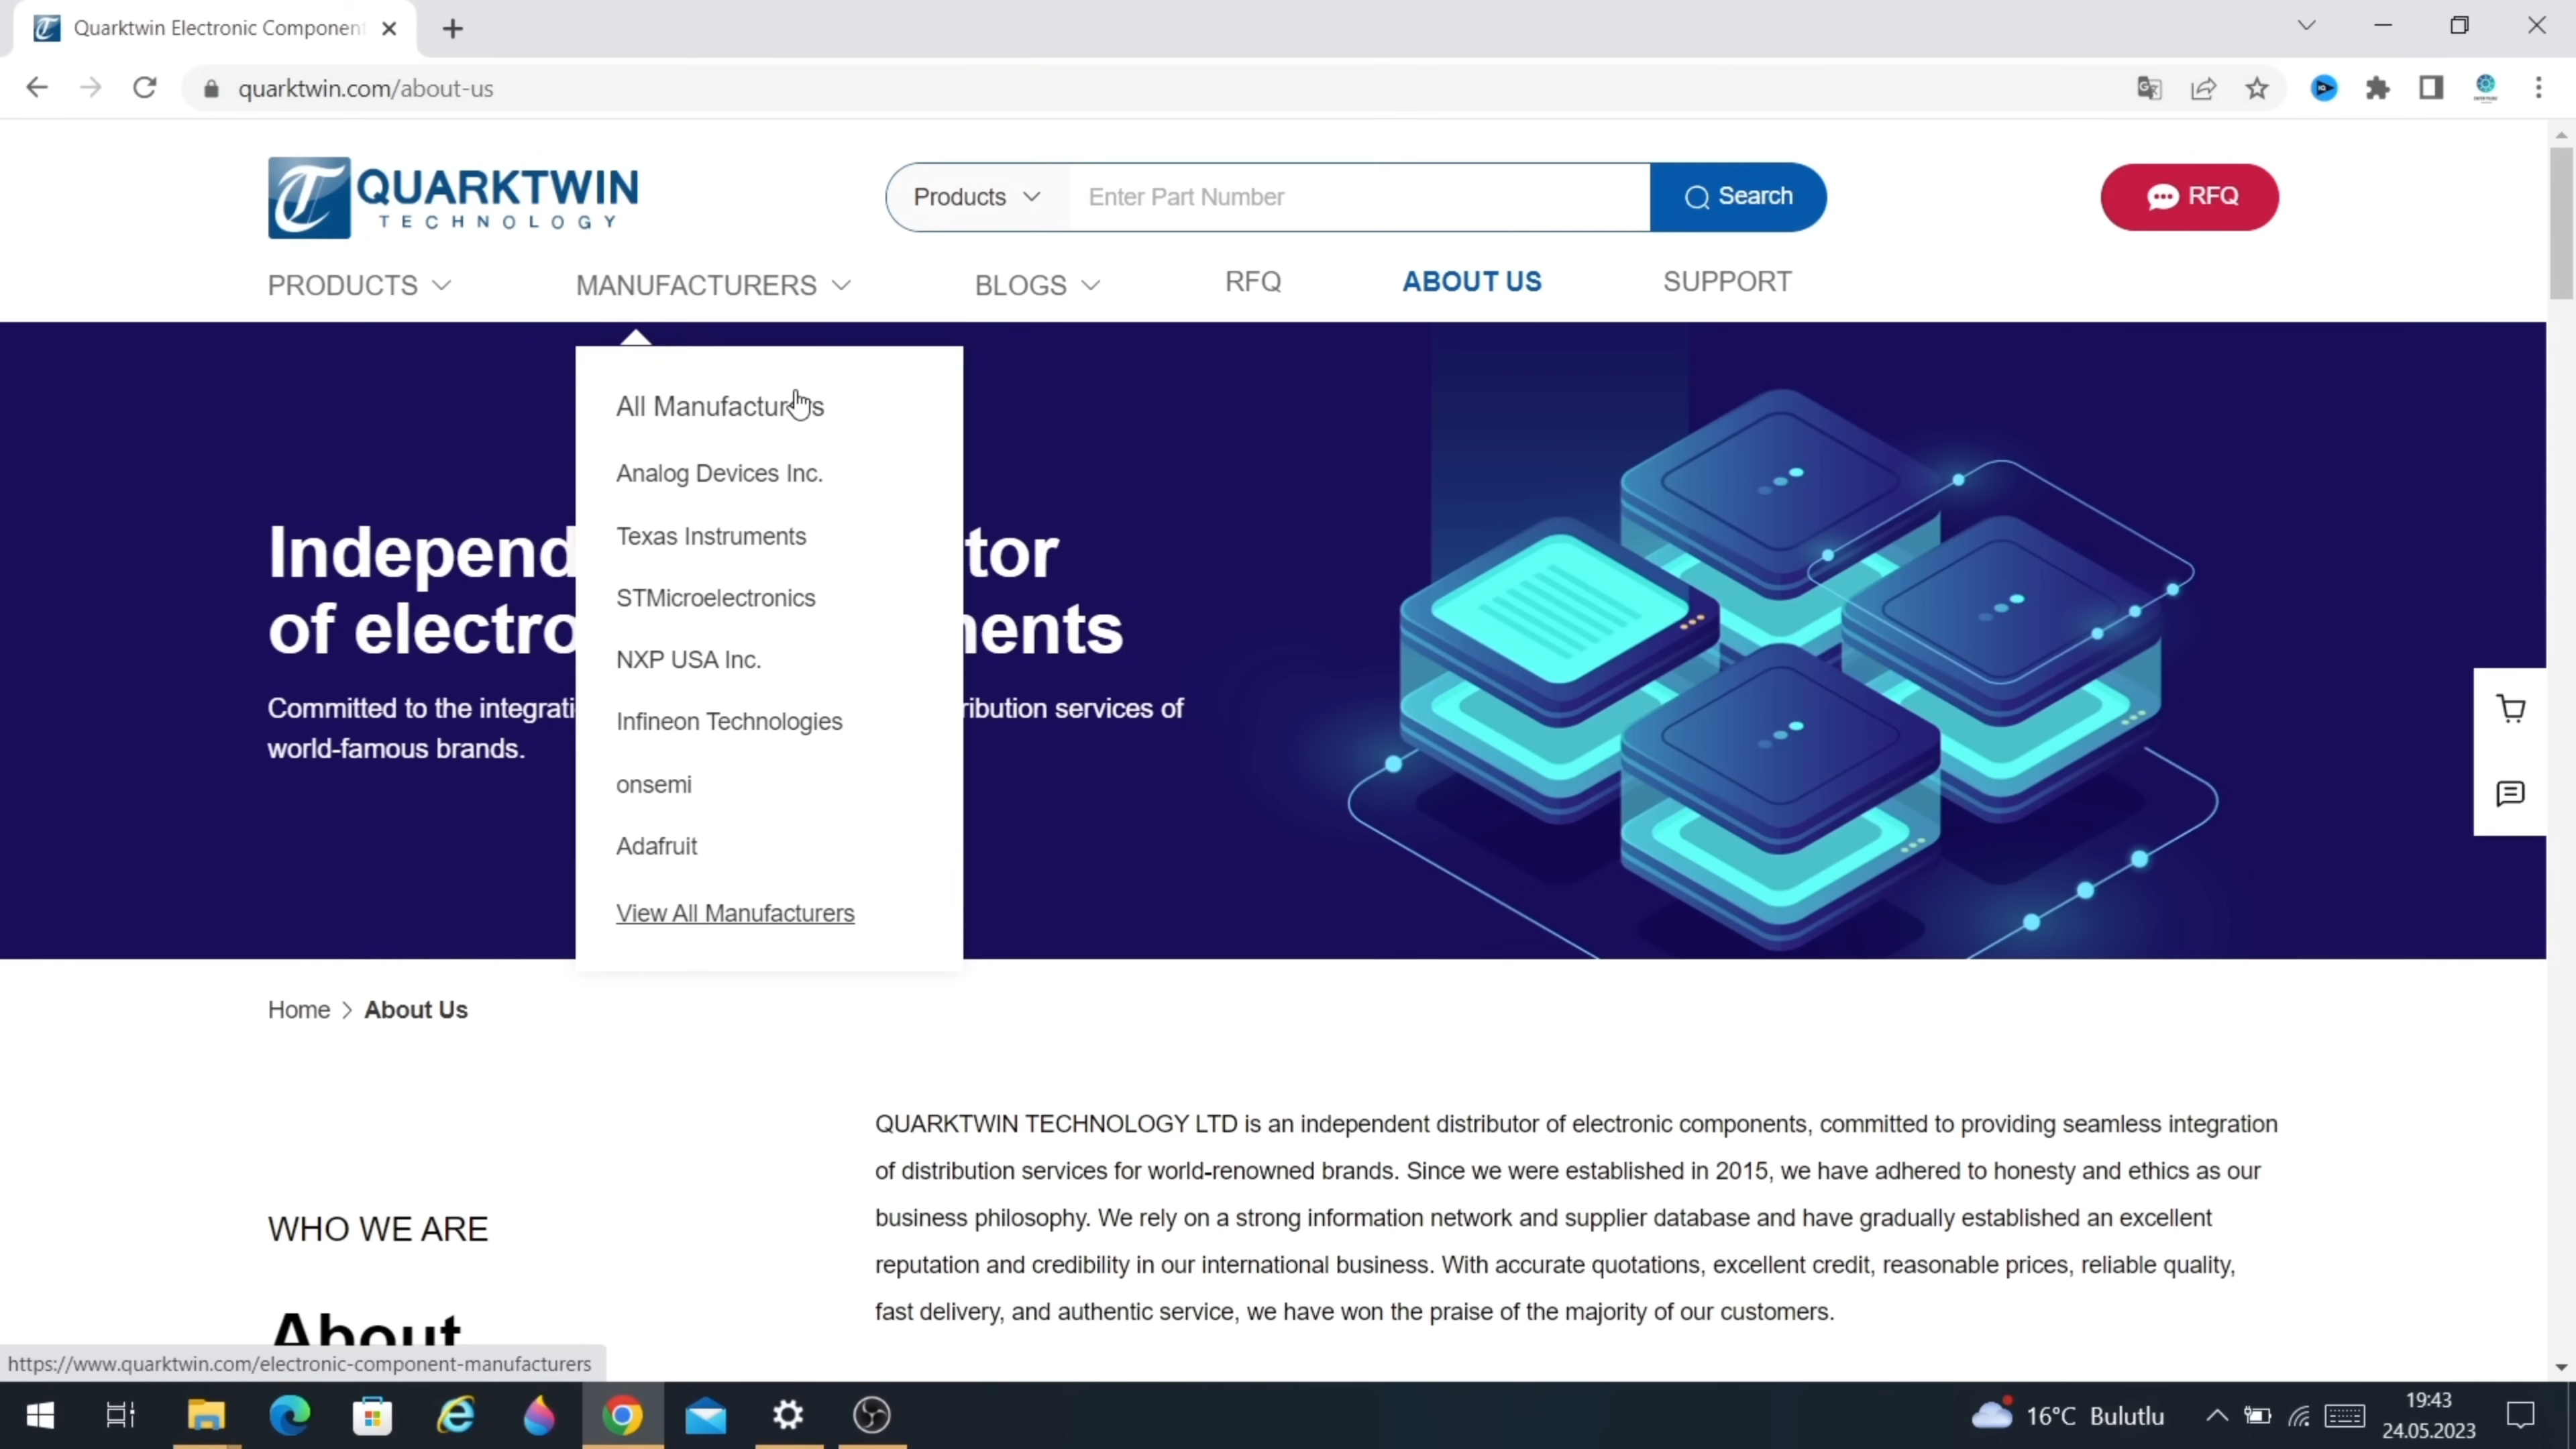 Quarktwin Electronic Component
quarktwin.com/about-us
QUARKTWIN
TECHNOLOGY
Products
Enter Part Number
Search
RFQ
PRODUCTS
MANUFACTURERS
BLOGS
RFQ
ABOUT US
SUPPORT
All Manufacturers
Analog Devices Inc.
Texas Instruments
STMicroelectronics
NXP USA Inc.
Infineon Technologies
onsemi
Adafruit
View All Manufacturers
Independ tor
of electro nents
Committed to the integrati ribution services of
world-famous brands.
Home > About Us
WHO WE ARE
About
QUARKTWIN TECHNOLOGY LTD is an independent distributor of electronic components, committed to providing seamless integration
of distribution services for world-renowned brands. Since we were established in 2015, we have adhered to honesty and ethics as our
business philosophy. We rely on a strong information network and supplier database and have gradually established an excellent
reputation and credibility in our international business. With accurate quotations, excellent credit, reasonable prices, reliable quality,
fast delivery, and authentic service, we have won the praise of the majority of our customers.
https://www.quarktwin.com/electronic-component-manufacturers
16°C Bulutlu
19:43
24.05.2023